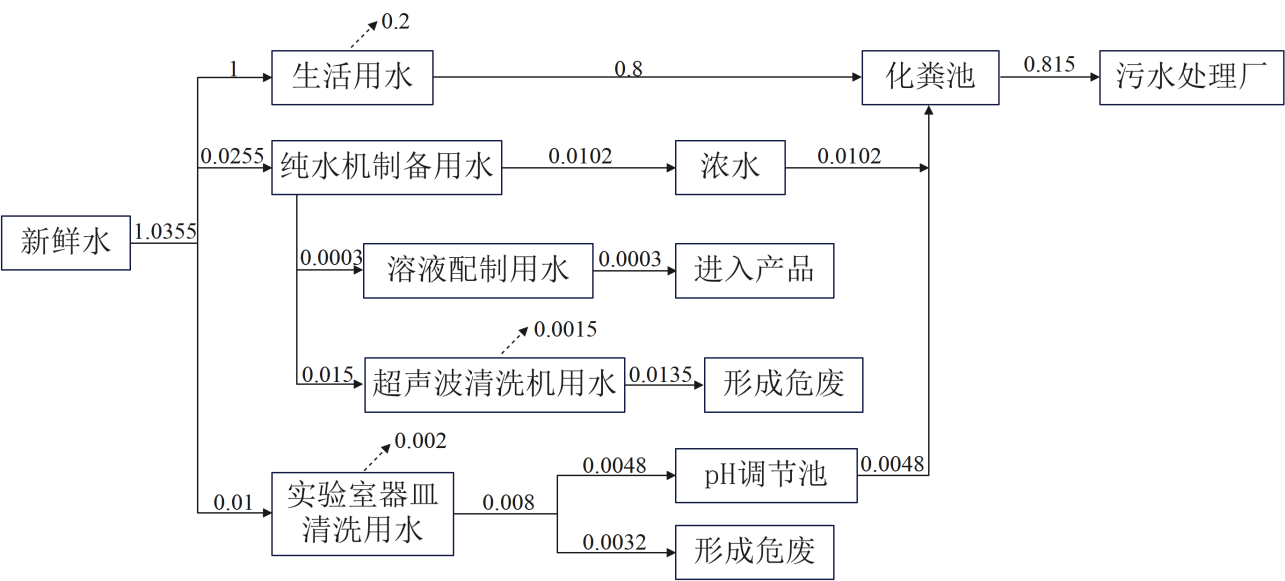 0.2
1
生活用水
0.8
化粪池
0.815
污水处理厂
0.0255
纯水机制备用水
0.0102
浓水
0.0102
新鲜水
1.0355
0.0003
溶液配制用水
0.0003
进入产品
0.0015
0.015
超声波清洗机用水
0.0135
形成危废
0.002
0.01
实验室器皿
清洗用水
0.008
0.0048
pH调节池
0.0048
0.0032
形成危废